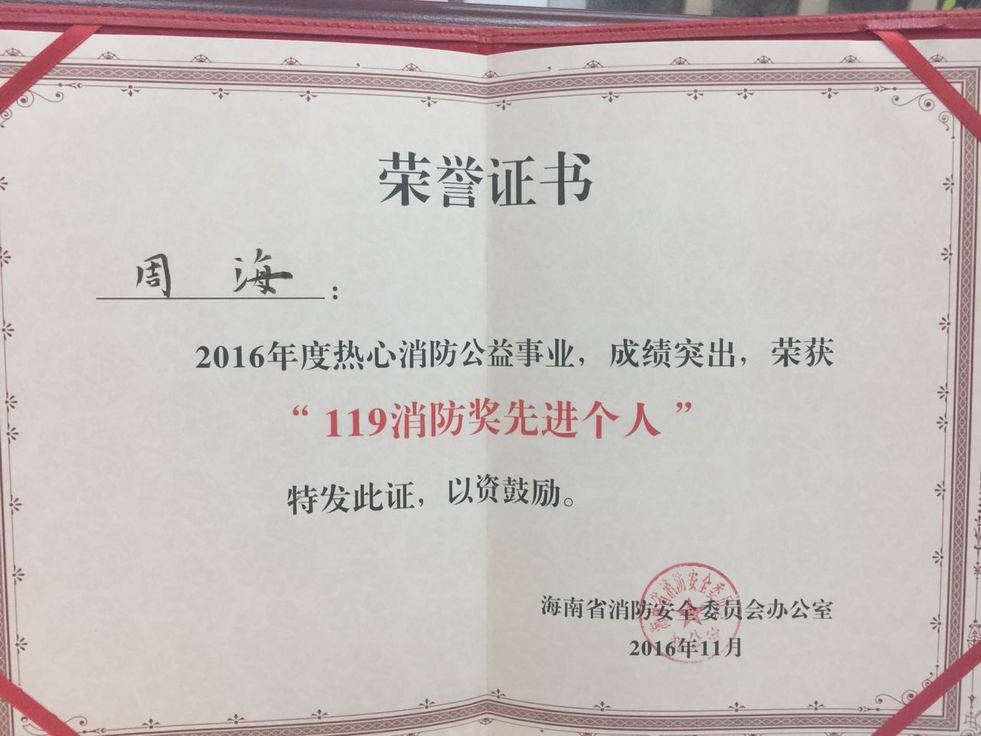 荣誉证书
周 海：
2016年度热心消防公益事业，成绩突出，荣获
“119消防奖先进个人”
特发此证，以资鼓励。
海南省消防安全委员会办公室
2016年11月